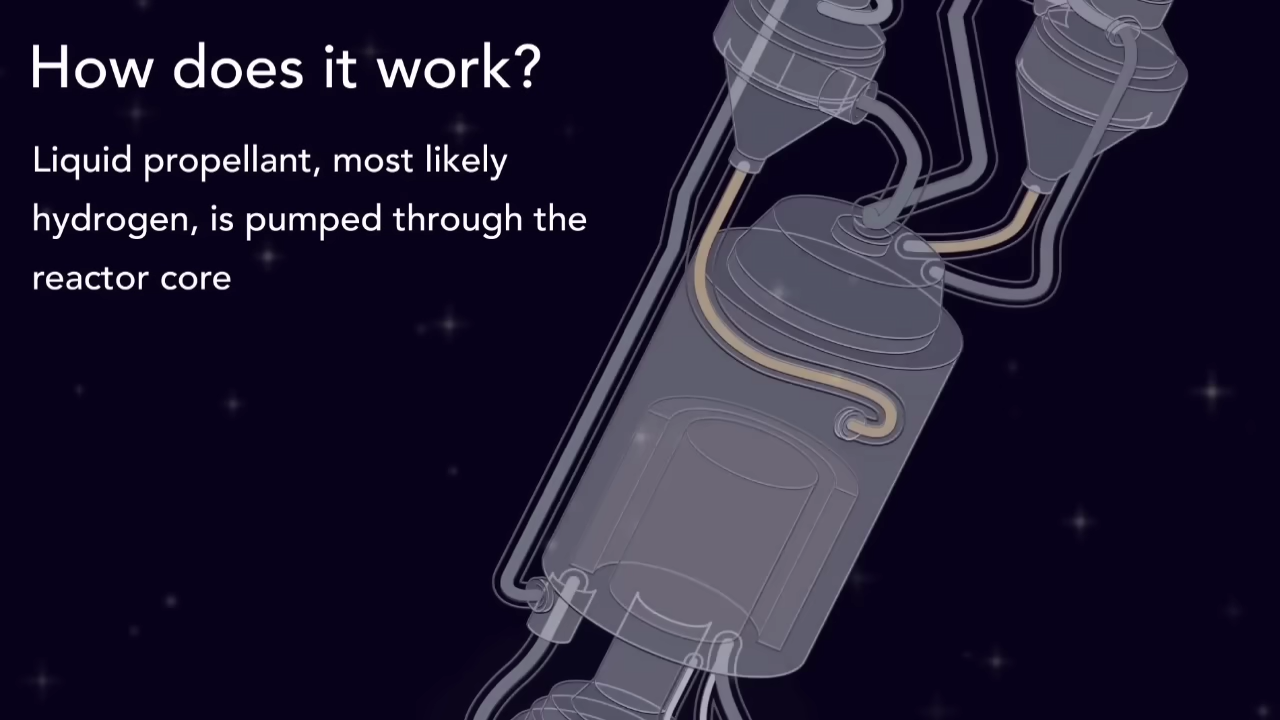 How does it work?
Liquid propellant, most likely
hydrogen, is pumped through the
reactor core